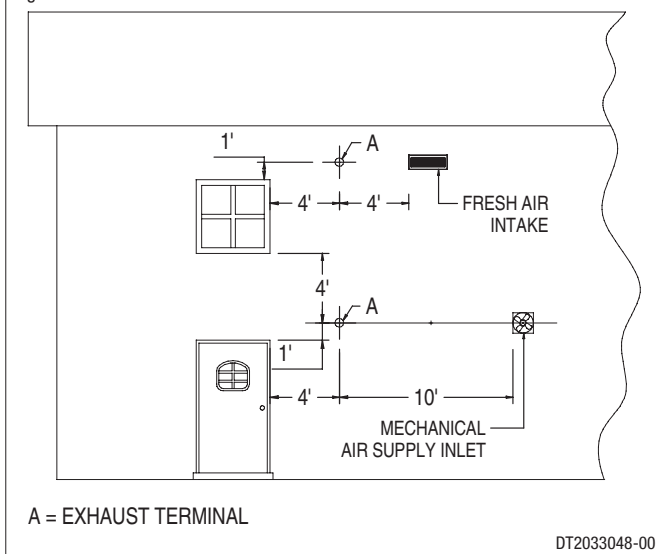 1'
A
4'
4'
FRESH AIR
INTAKE
4'
A
1'
4'
10'
MECHANICAL
AIR SUPPLY INLET
A = EXHAUST TERMINAL
DT2033048-00